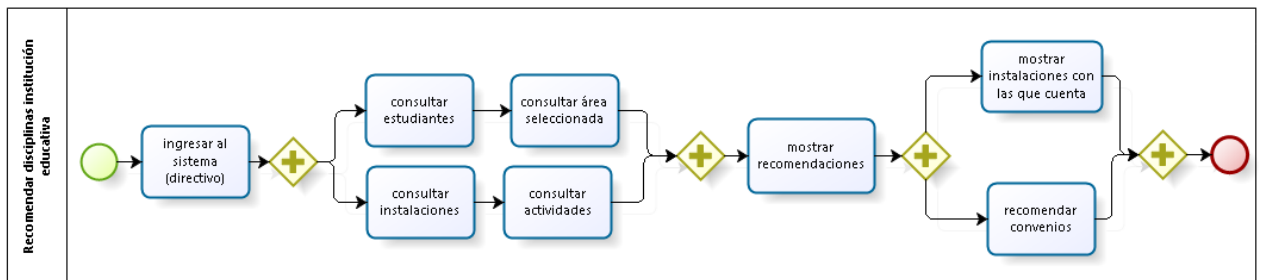 Recomendar disciplinas institución
educativa
ingresar al
sistema
(directivo)
consultar
estudiantes
consultar área
seleccionada
consultar
instalaciones
consultar
actividades
mostrar
recomendaciones
mostrar
instalaciones con
las que cuenta
recomendar
convenios